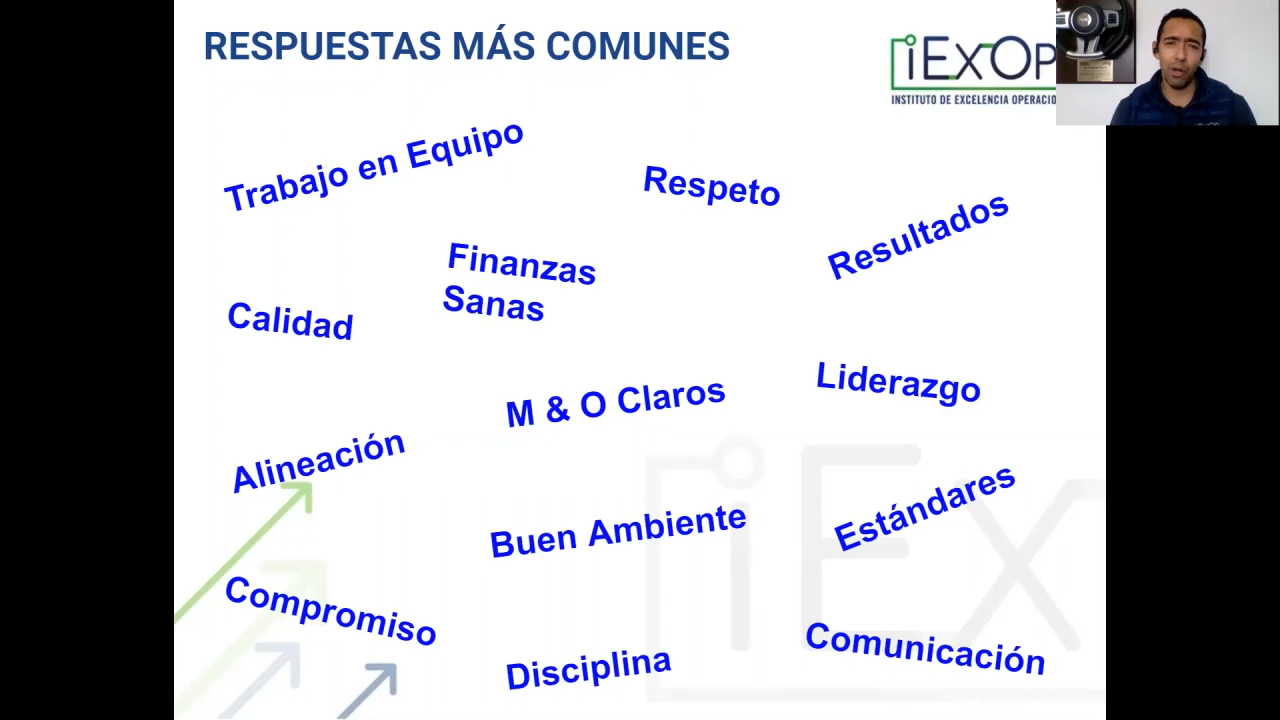 RESPUESTAS MÁS COMUNES
iExOp
INSTITUTO DE EXCELENCIA OPERACIO
Trabajo en Equipo
Respeto
Resultados
Finanzas
Sanas
Calidad
Liderazgo
M & O Claros
Alineación
Estándares
Buen Ambiente
Compromiso
Comunicación
Disciplina
iEx